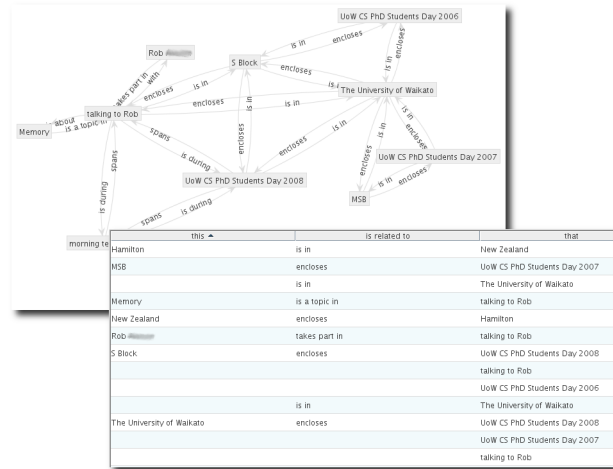 UoW CS PhD Students Day 2006
is in
encloses
is in
encloses
Rob
S Block
encloses
takes part in
with
encloses
is in
The University of Waikato
talking to Rob
encloses
is in
about
is a topic in
Memory
encloses
is in
spans
is during
encloses
is in
is in
encloses
UoW CS PhD Students Day 2007
encloses
is in
is in
encloses
UoW CS PhD Students Day 2008
MSB
is during
spans
spans
is during
morning te
this is related to that
Hamilton is in New Zealand
MSB encloses UoW CS PhD Students Day 2007
is in The University of Waikato
Memory is a topic in talking to Rob
New Zealand encloses Hamilton
Rob takes part in talking to Rob
S Block encloses UoW CS PhD Students Day 2008
talking to Rob
UoW CS PhD Students Day 2006
is in The University of Waikato
The University of Waikato encloses UoW CS PhD Students Day 2008
UoW CS PhD Students Day 2007
talking to Rob